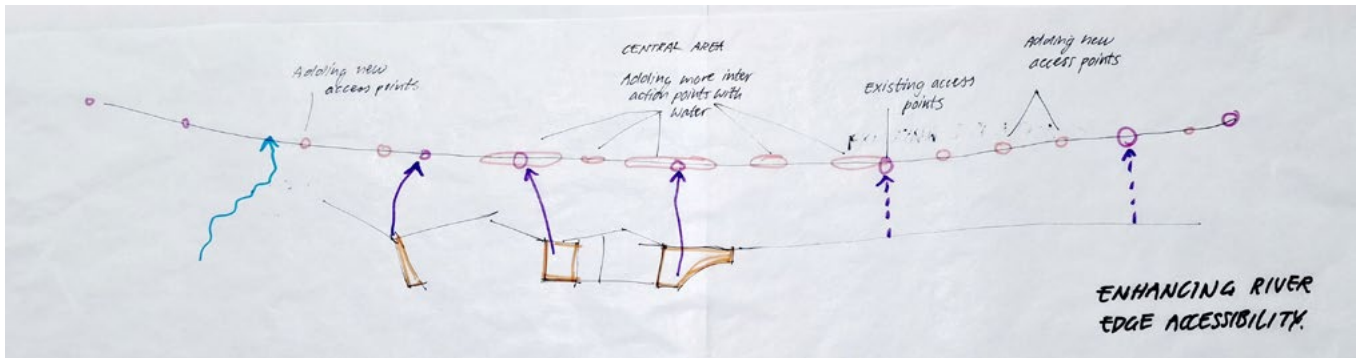 Adding new
access points
CENTRAL AREA
Adding more inter
action points with
water
Existing access
points
Adding new
access points
ENHANCING RIVER
EDGE ACCESSIBILITY.